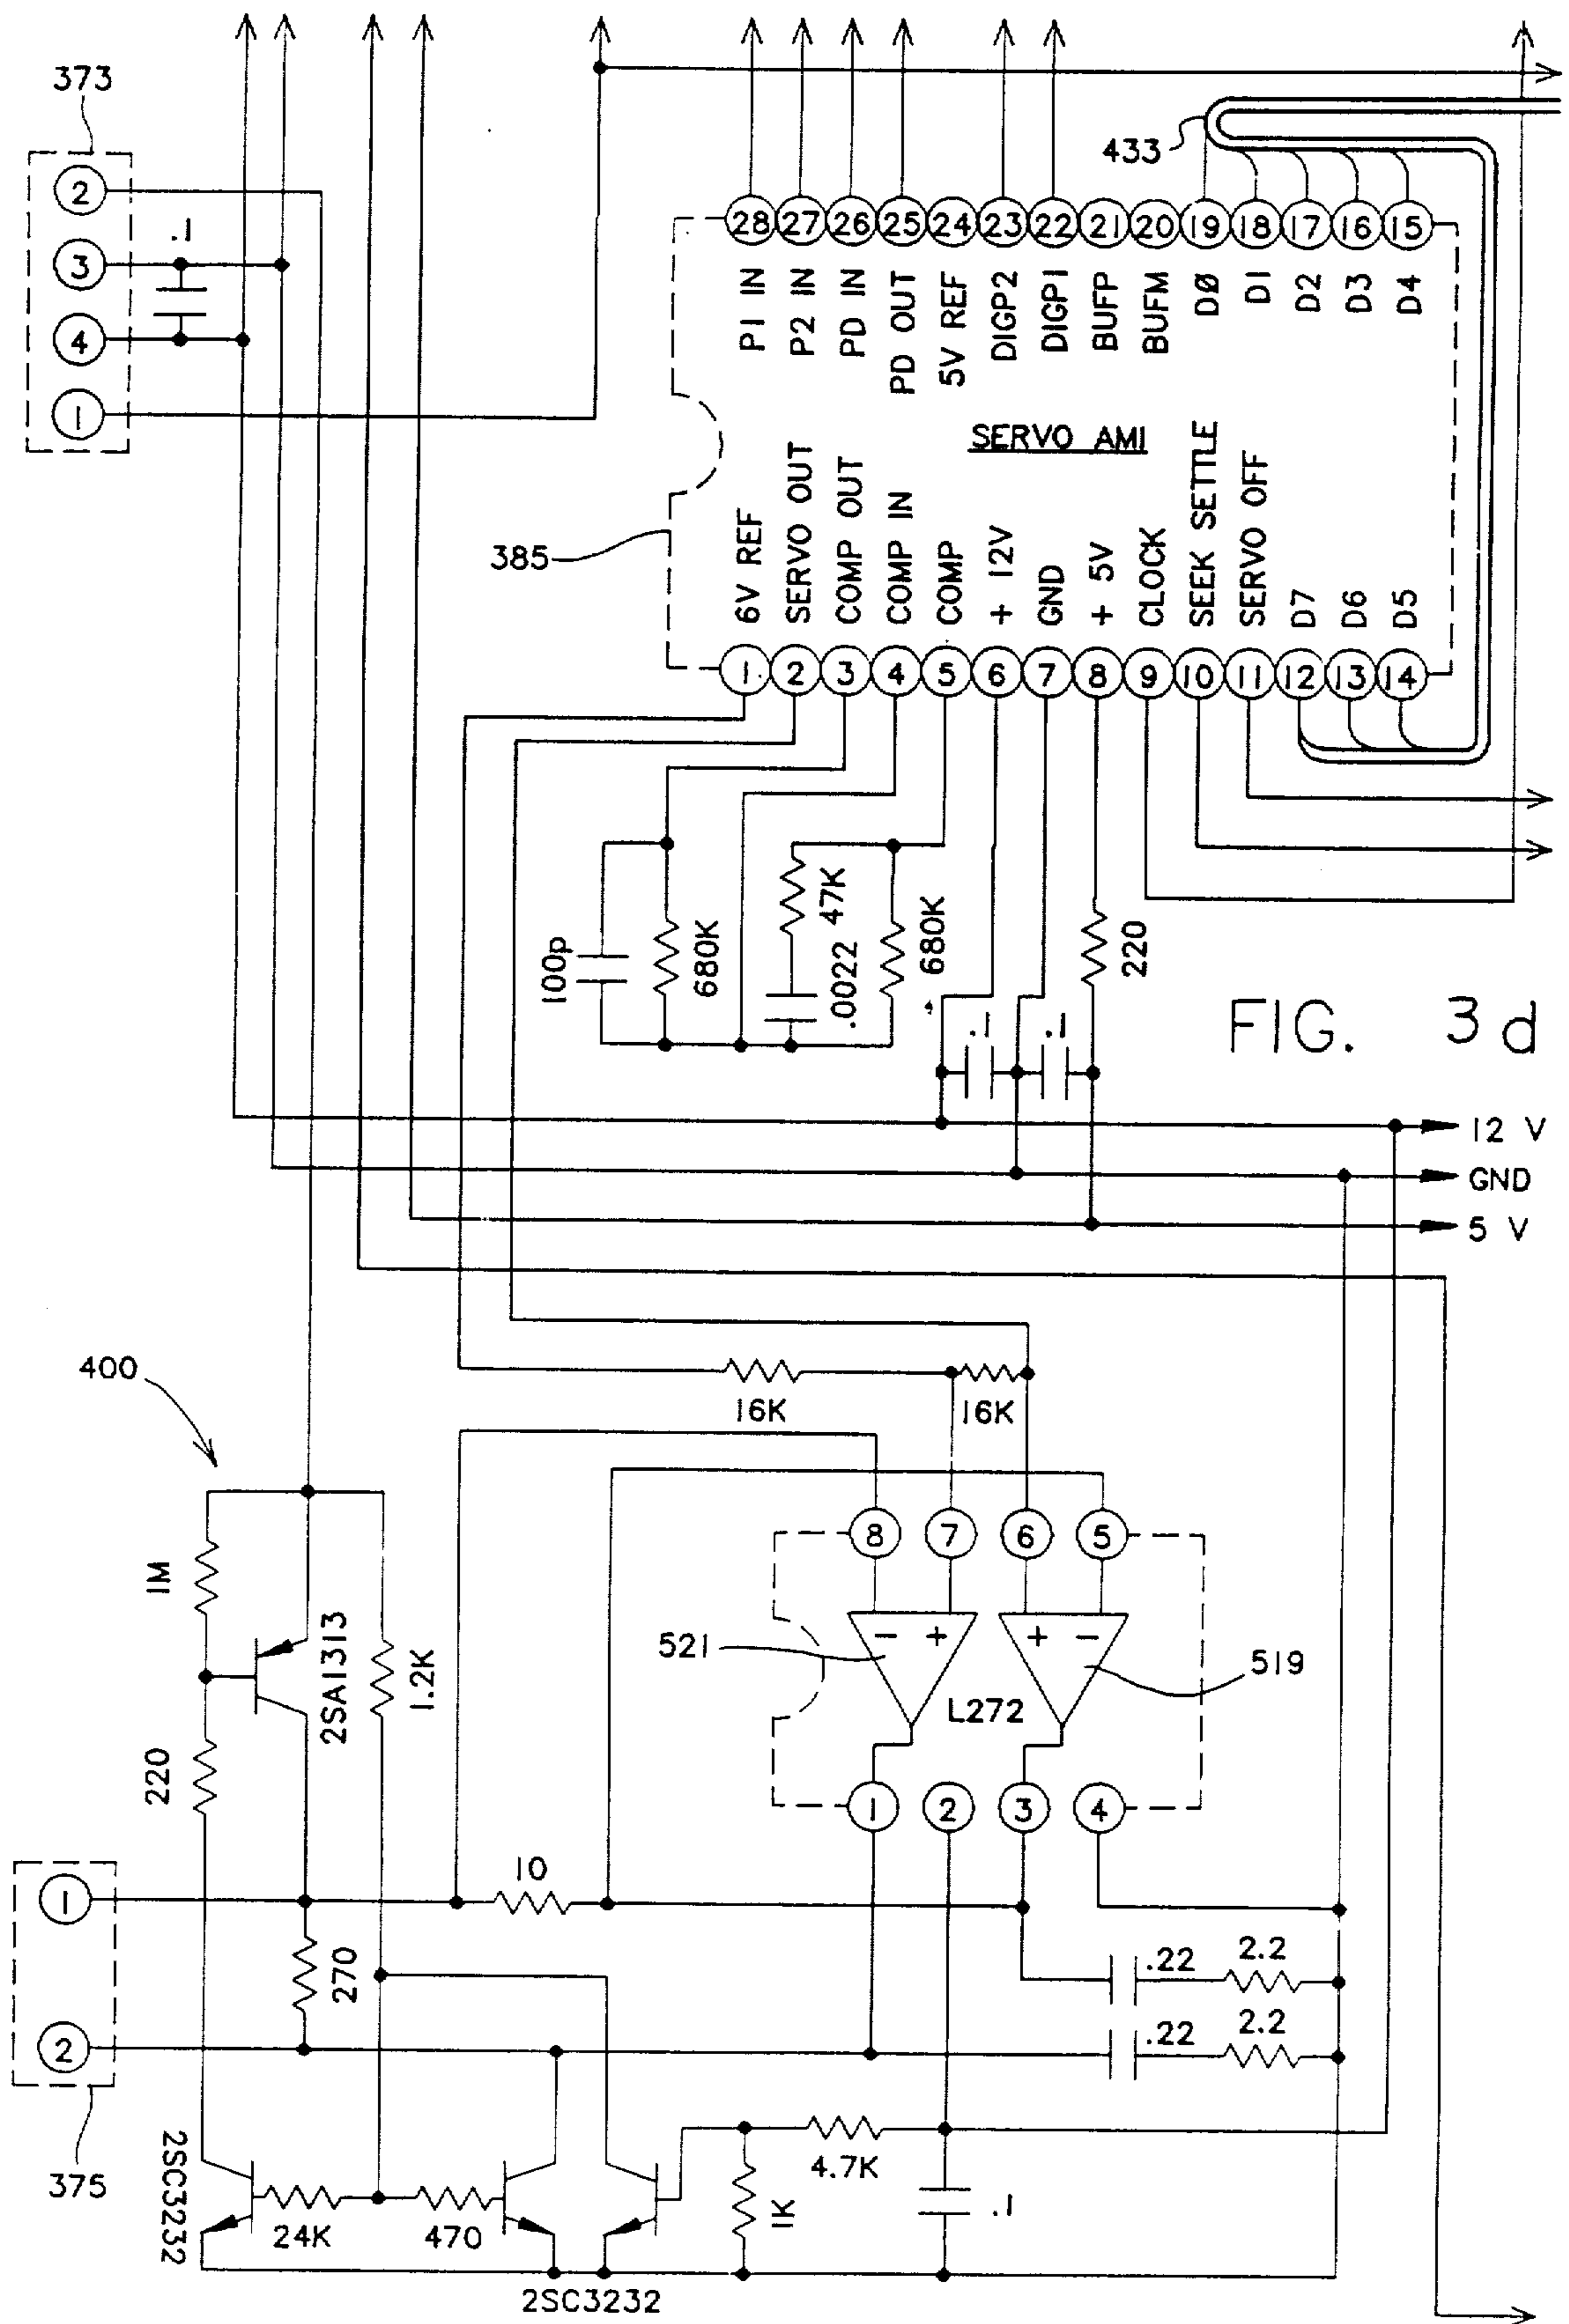 373
2
3
4
1
.1
433
28 27 26 25 24 23 22 21 20 19 18 17 16 15
P1 IN
P2 IN
PD IN
PD OUT
5V REF
DIGP2
DIGP1
BUFP
BUFM
DØ
D1
D2
D3
D4
SERVO AMI
385
6V REF
SERVO OUT
COMP OUT
COMP IN
COMP
+ 12V
GND
+ 5V
CLOCK
SEEK SETTLE
SERVO OFF
D7
D6
D5
1 2 3 4 5 6 7 8 9 10 11 12 13 14
100p
680K
47K
.0022
680K
220
.1
.1
FIG. 3d
12 V
GND
5 V
400
16K
16K
8 7 6 5
1M
2SA1313
1.2K
521
- +
+ -
519
L272
220
1 2 3 4
1
10
270
.22
2.2
2
.22
2.2
375
2SC3232
24K
470
4.7K
1K
.1
2SC3232